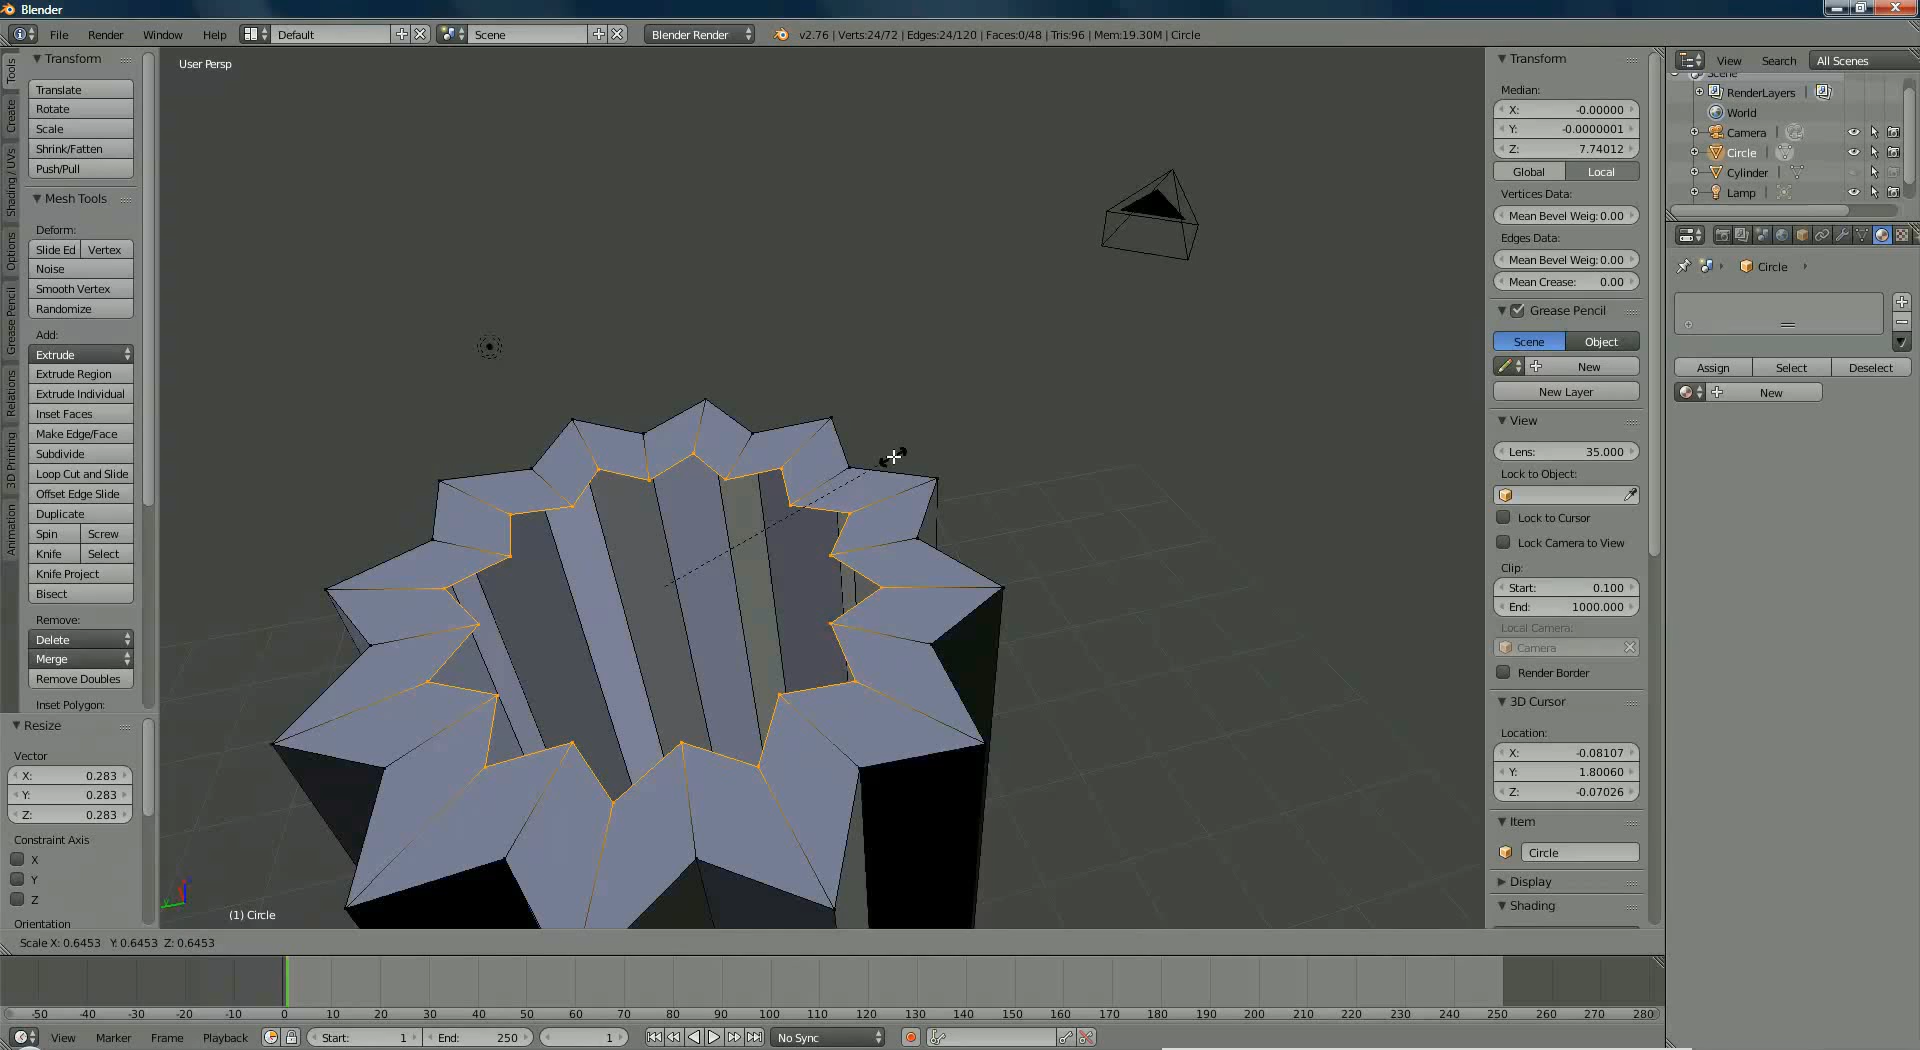 Blender
File Render Window Help Default Scene Blender Render v2.76 | Verts:24/72 | Edges:24/120 | Faces:0/48 | Tris:96 | Mem:19.30M | Circle
Tools
Create
Shading / UVs
Options
Grease Pencil
Relations
3D Printing
Animation
Transform
Translate
Rotate
Scale
Shrink/Fatten
Push/Pull
Mesh Tools
Deform:
Slide Ed Vertex
Noise
Smooth Vertex
Randomize
Add:
Extrude
Extrude Region
Extrude Individual
Inset Faces
Make Edge/Face
Subdivide
Loop Cut and Slide
Offset Edge Slide
Duplicate
Spin Screw
Knife Select
Knife Project
Bisect
Remove:
Delete
Merge
Remove Doubles
Inset Polygon:
Resize
Vector
X: 0.283
Y: 0.283
Z: 0.283
Constraint Axis
X
Y
Z
Orientation
User Persp
(1) Circle
Transform
Median:
X: -0.00000
Y: -0.0000001
Z: 7.74012
Global Local
Vertices Data:
Mean Bevel Weig: 0.00
Edges Data:
Mean Bevel Weig: 0.00
Mean Crease: 0.00
Grease Pencil
Scene Object
New
New Layer
View
Lens: 35.000
Lock to Object:
Lock to Cursor
Lock Camera to View
Clip:
Start: 0.100
End: 1000.000
Local Camera:
Camera
Render Border
3D Cursor
Location:
X: -0.08107
Y: 1.80060
Z: -0.07026
Item
Circle
Display
Shading
View Search All Scenes
Scene
RenderLayers
World
Camera
Circle
Cylinder
Lamp
Circle
Assign Select Deselect
New
Scale X: 0.6453 Y: 0.6453 Z: 0.6453
-50 -40 -30 -20 -10 0 10 20 30 40 50 60 70 80 90 100 110 120 130 140 150 160 170 180 190 200 210 220 230 240 250 260 270 280
View Marker Frame Playback Start: 1 End: 250 1 No Sync